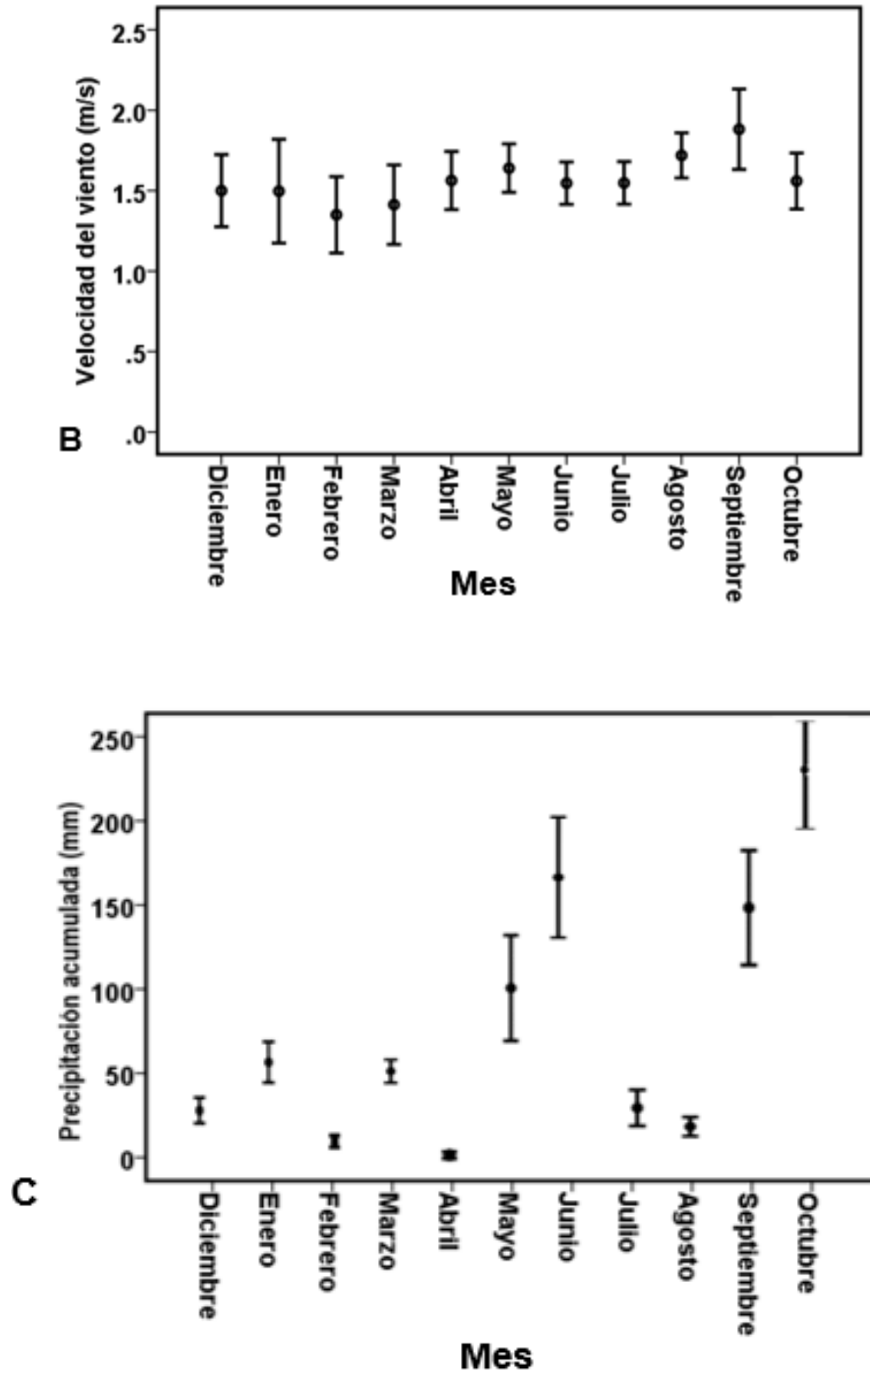 2.5
2.0
1.5
1.0
.5
.0
Velocidad del viento (m/s)
B
Diciembre
Enero
Febrero
Marzo
Abril
Mayo
Junio
Julio
Agosto
Septiembre
Octubre
Mes
250
200
150
100
50
0
Precipitación acumulada (mm)
C
Diciembre
Enero
Febrero
Marzo
Abril
Mayo
Junio
Julio
Agosto
Septiembre
Octubre
Mes